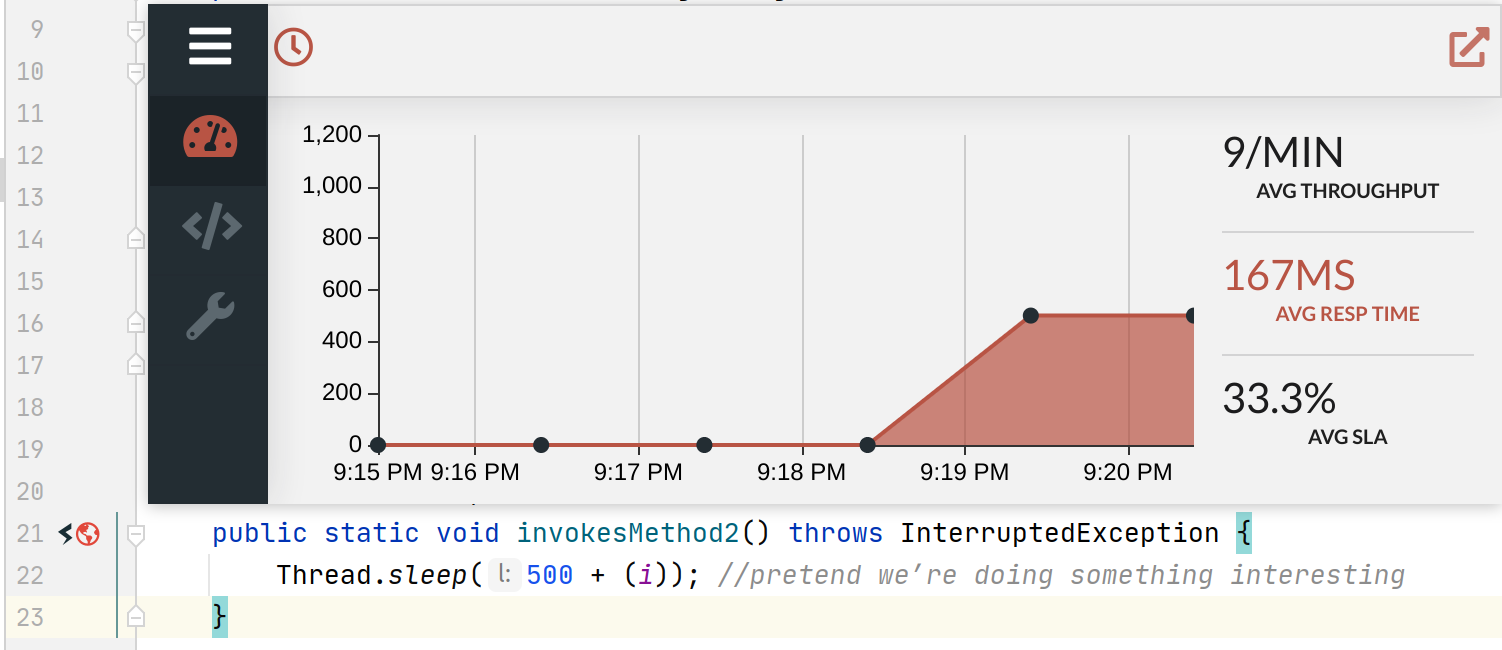 9
10
11
12
13
14
15
16
17
18
19
20
1,200
1,000
800
600
400
200
0
9:15 PM 9:16 PM 9:17 PM 9:18 PM 9:19 PM 9:20 PM
9/MIN
AVG THROUGHPUT
167MS
AVG RESP TIME
33.3%
AVG SLA
21 public static void invokesMethod2() throws InterruptedException {
22 Thread.sleep( l: 500 + (i)); //pretend we’re doing something interesting
23 }